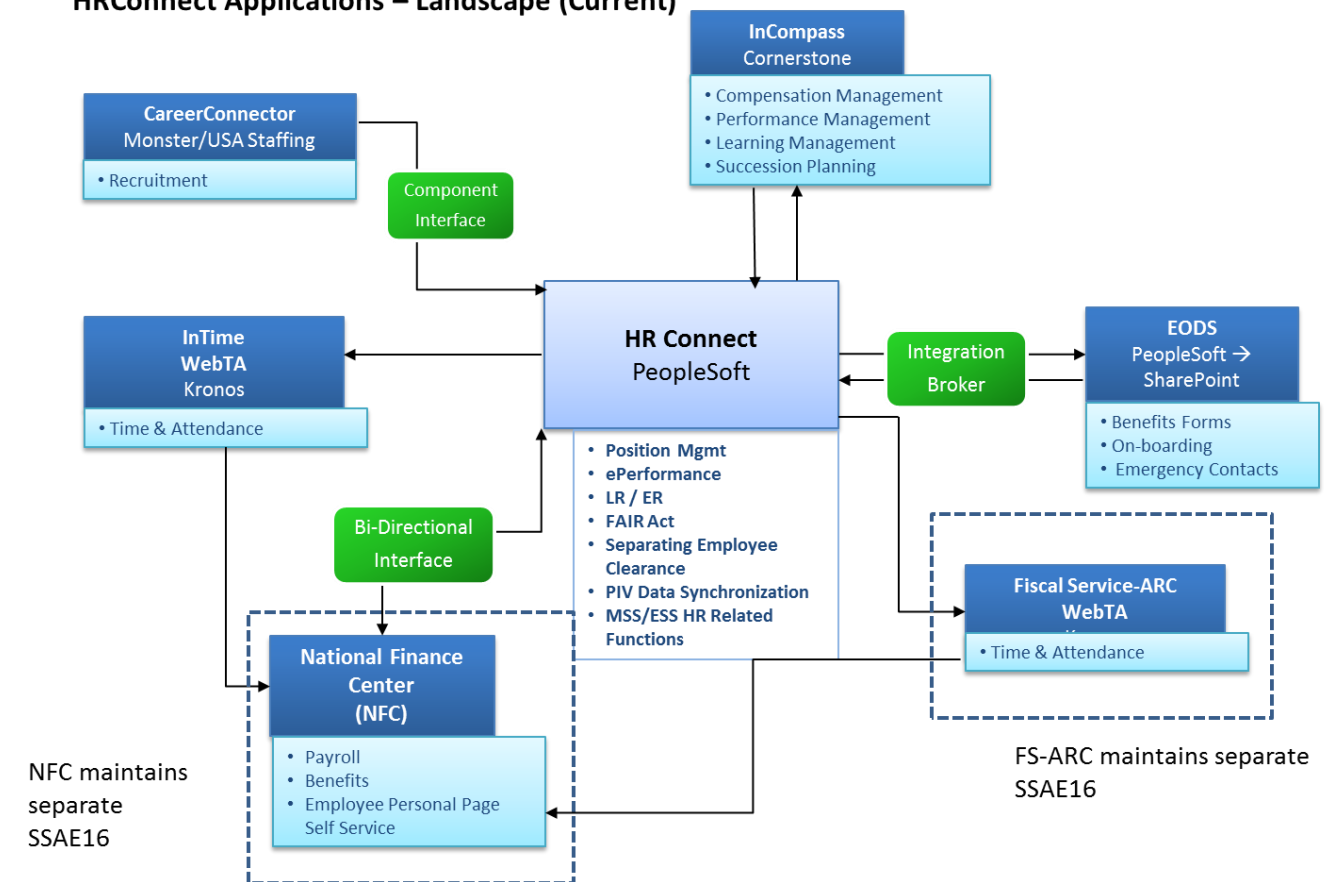 HRConnect Applications – Landscape (Current)
InCompass
Cornerstone
• Compensation Management
• Performance Management
• Learning Management
• Succession Planning
CareerConnector
Monster/USA Staffing
• Recruitment
Component
Interface
HR Connect
PeopleSoft
InTime
WebTA
Kronos
• Time & Attendance
Integration
Broker
EODS
PeopleSoft →
SharePoint
• Benefits Forms
• On-boarding
• Emergency Contacts
• Position Mgmt
• ePerformance
• LR / ER
• FAIR Act
• Separating Employee
Clearance
• PIV Data Synchronization
• MSS/ESS HR Related
Functions
Bi-Directional
Interface
Fiscal Service-ARC
WebTA
• Time & Attendance
National Finance
Center
(NFC)
• Payroll
• Benefits
• Employee Personal Page
Self Service
NFC maintains
separate
SSAE16
FS-ARC maintains separate
SSAE16